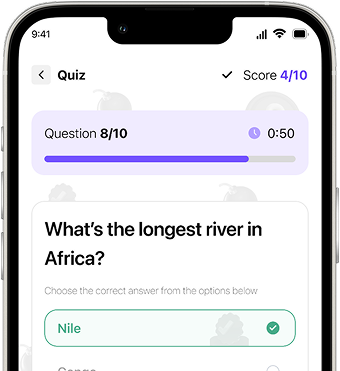 9:41
Quiz
Score 4/10
Question 8/10
0:50
What's the longest river in
Africa?
Choose the correct answer from the options below
Nile